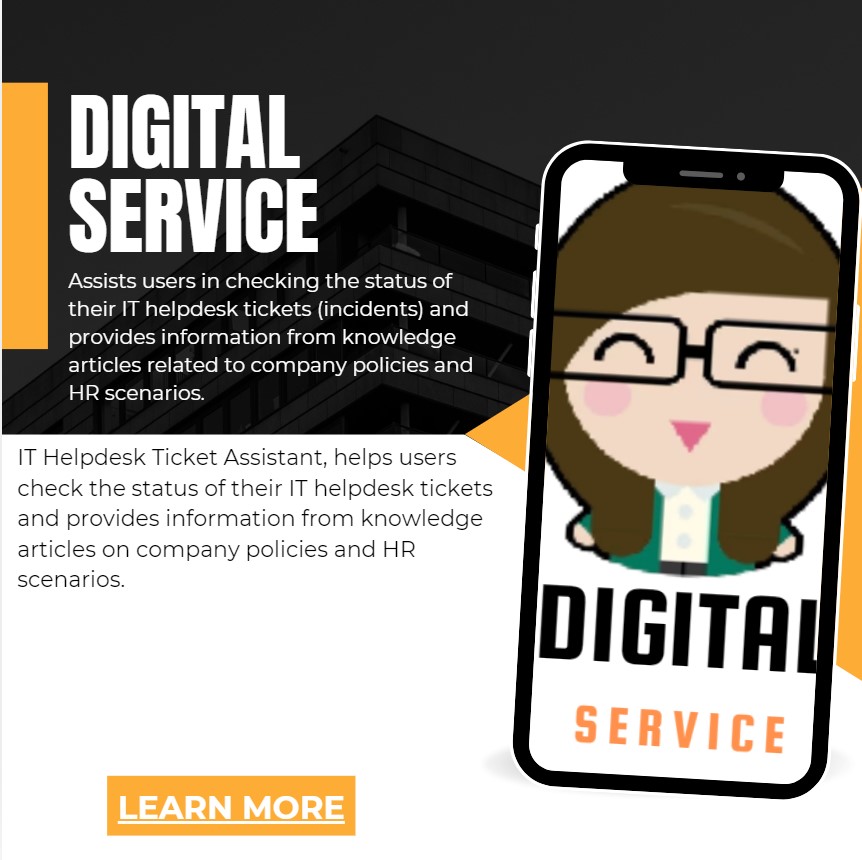 DIGITAL
SERVICE
Assists users in checking the status of
their IT helpdesk tickets (incidents) and
provides information from knowledge
articles related to company policies and
HR scenarios.
IT Helpdesk Ticket Assistant, helps users
check the status of their IT helpdesk tickets
and provides information from knowledge
articles on company policies and HR
scenarios.
LEARN MORE
DIGITAL
SERVICE